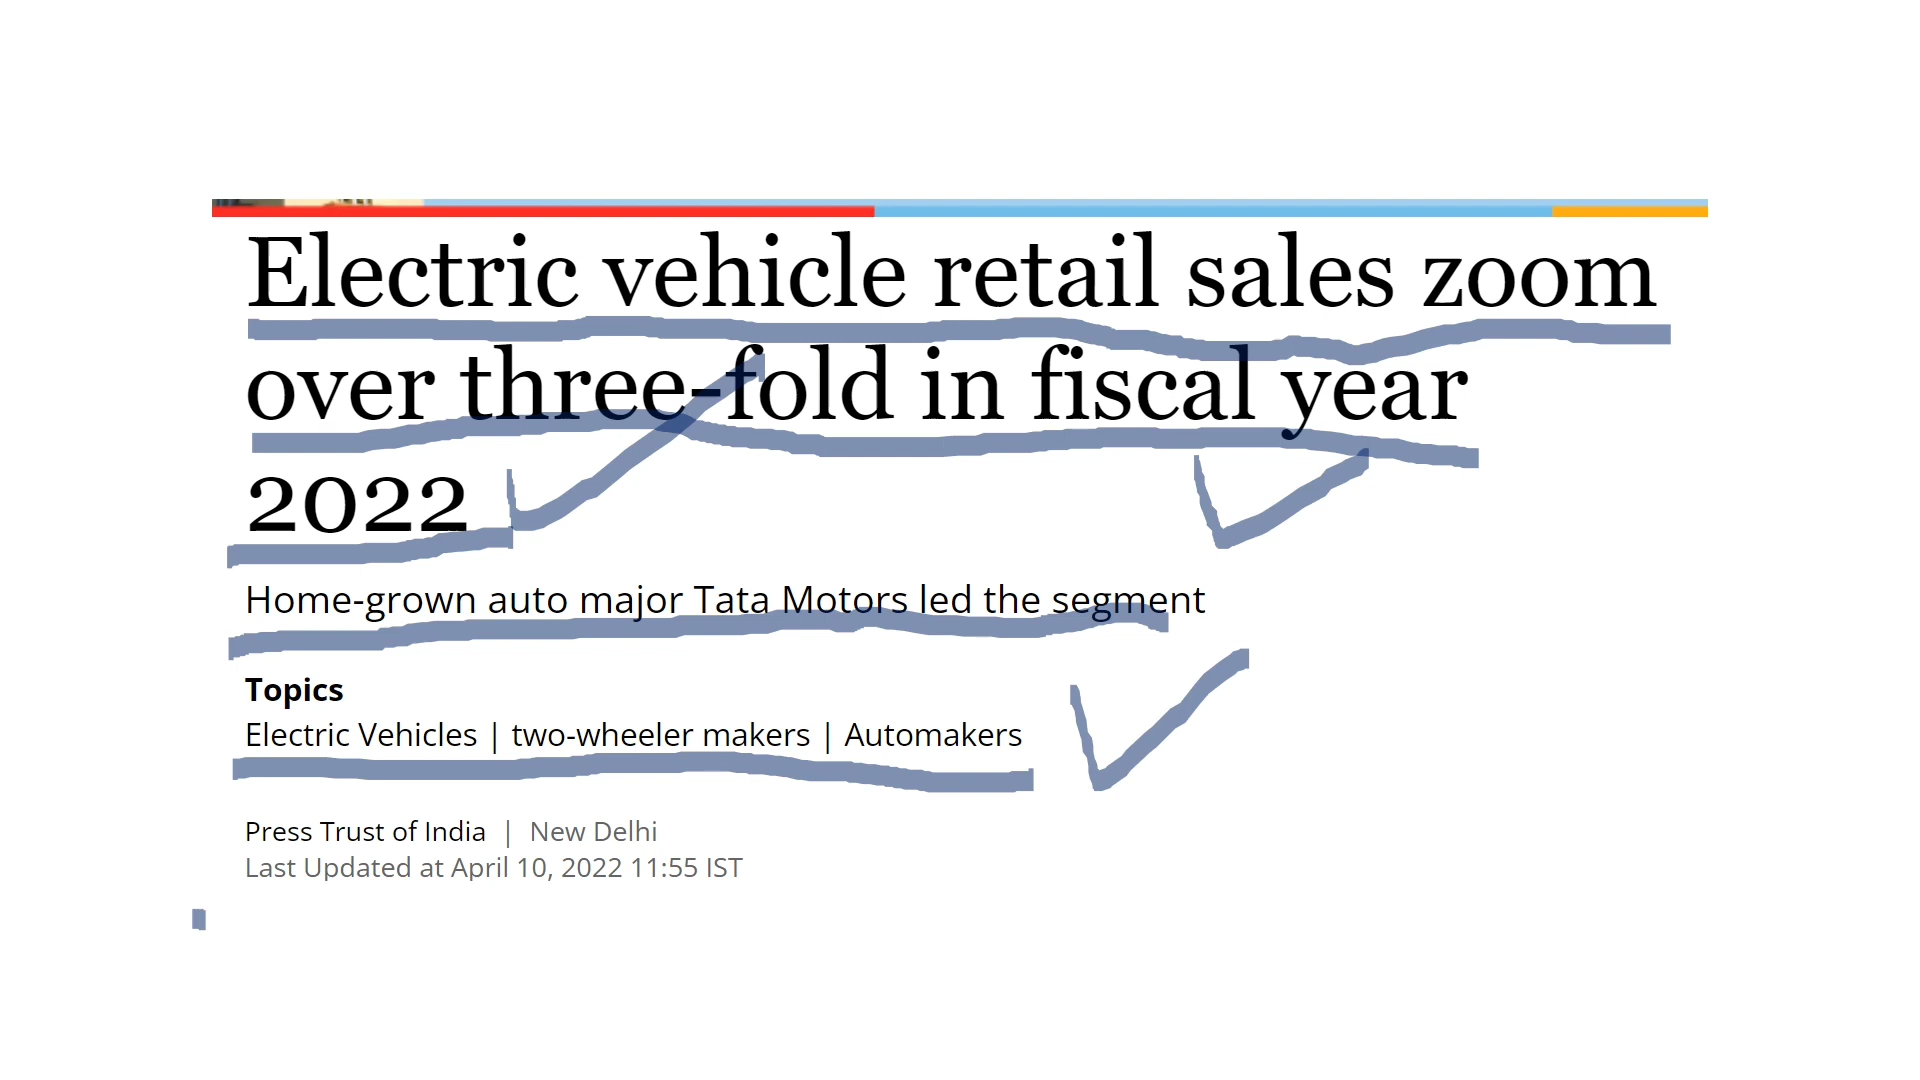 Electric vehicle retail sales zoom
over three-fold in fiscal year
2022
Home-grown auto major Tata Motors led the segment
Topics
Electric Vehicles | two-wheeler makers | Automakers
Press Trust of India | New Delhi
Last Updated at April 10, 2022 11:55 IST